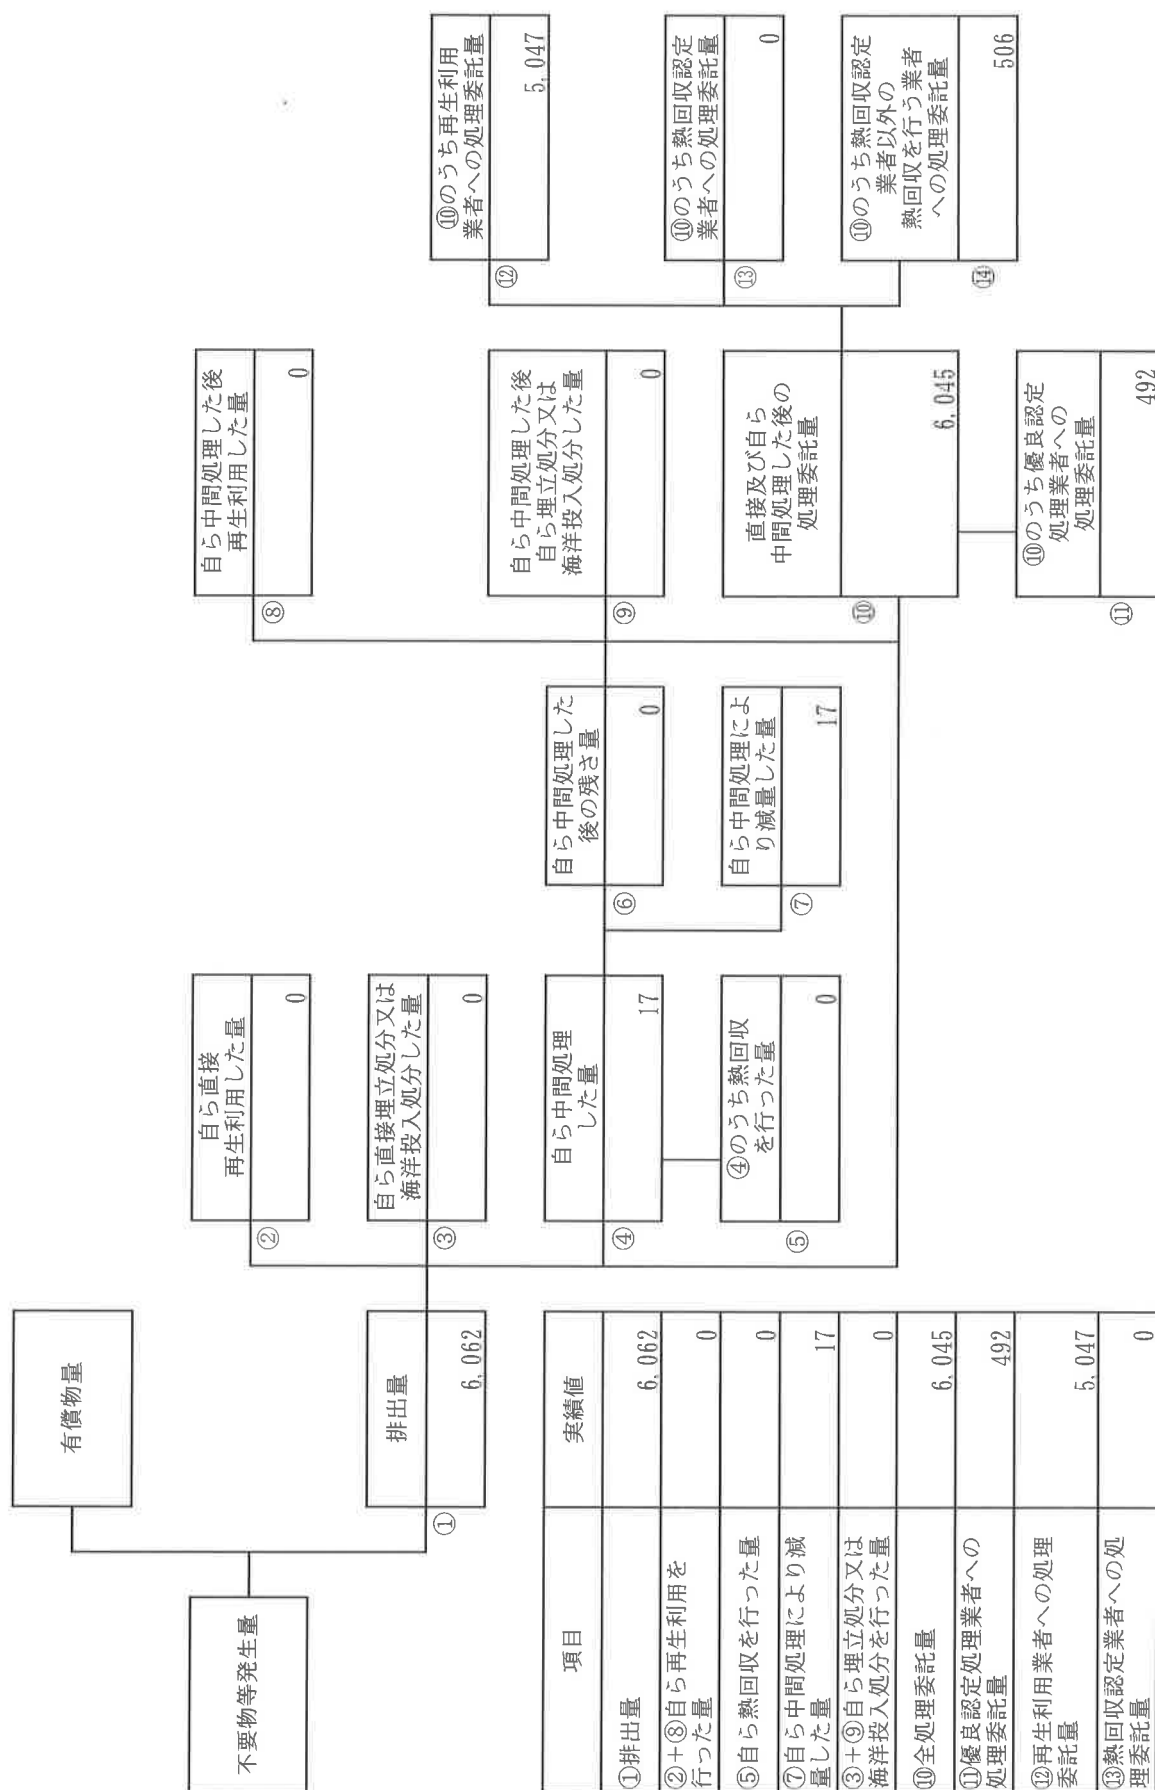 有償物量
不要物等発生量
排出量
①
6,062
自ら直接
再生利用した量
②
0
自ら直接埋立処分又は
海洋投入処分した量
③
0
自ら中間処理
した量
④
17
④のうち熱回収
を行った量
⑤
0
自ら中間処理した
後の残さ量
⑥
0
自ら中間処理によ
り減量した量
⑦
17
自ら中間処理した後
再生利用した量
⑧
0
自ら中間処理した後
自ら埋立処分又は
海洋投入処分した量
⑨
0
直接及び自ら
中間処理した後の
処理委託量
⑩
6,045
⑩のうち優良認定
処理業者への
処理委託量
⑪
492
⑩のうち再生利用
業者への処理委託量
⑫
5,047
⑩のうち熱回収認定
業者への処理委託量
⑬
0
⑩のうち熱回収認定
業者以外の
熱回収を行う業者
への処理委託量
⑭
506
項目 実績値
①排出量 6,062
②+⑧自ら再生利用を
行った量 0
⑤自ら熱回収を行った量 0
⑦自ら中間処理により減
量した量 17
③+⑨自ら埋立処分又は
海洋投入処分を行った量 0
⑩全処理委託量 6,045
⑪優良認定処理業者への
処理委託量 492
⑫再生利用業者への処理
委託量 5,047
⑬熱回収認定業者への処
理委託量 0